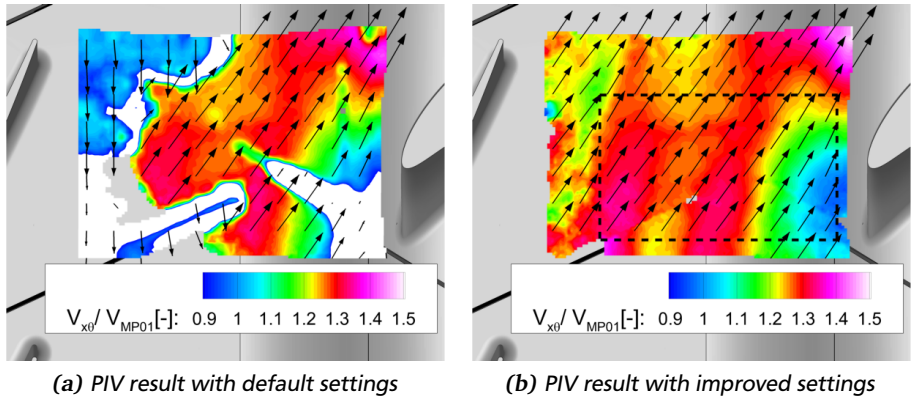 V_xθ/ V_MP01[-]: 0.9 1 1.1 1.2 1.3 1.4 1.5
V_xθ/ V_MP01[-]: 0.9 1 1.1 1.2 1.3 1.4 1.5
(a) PIV result with default settings
(b) PIV result with improved settings